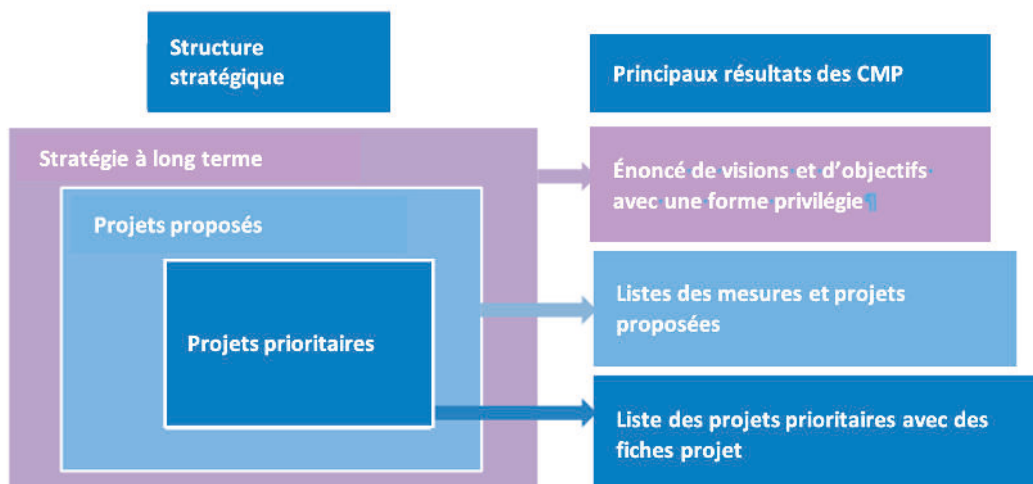 Structure
stratégique
Principaux résultats des CMP
Stratégie à long terme
Énoncé de visions et d'objectifs
avec une forme privilégie¶
Projets proposés
Listes des mesures et projets
proposées
Projets prioritaires
Liste des projets prioritaires avec des
fiches projet